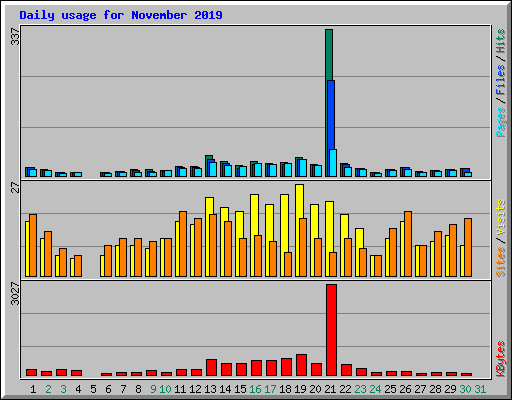 Daily usage for November 2019
337
Pages / Files / Hits
27
Sites / Visits
3027
KBytes
1 2 3 4 5 6 7 8 9 10 11 12 13 14 15 16 17 18 19 20 21 22 23 24 25 26 27 28 29 30 31